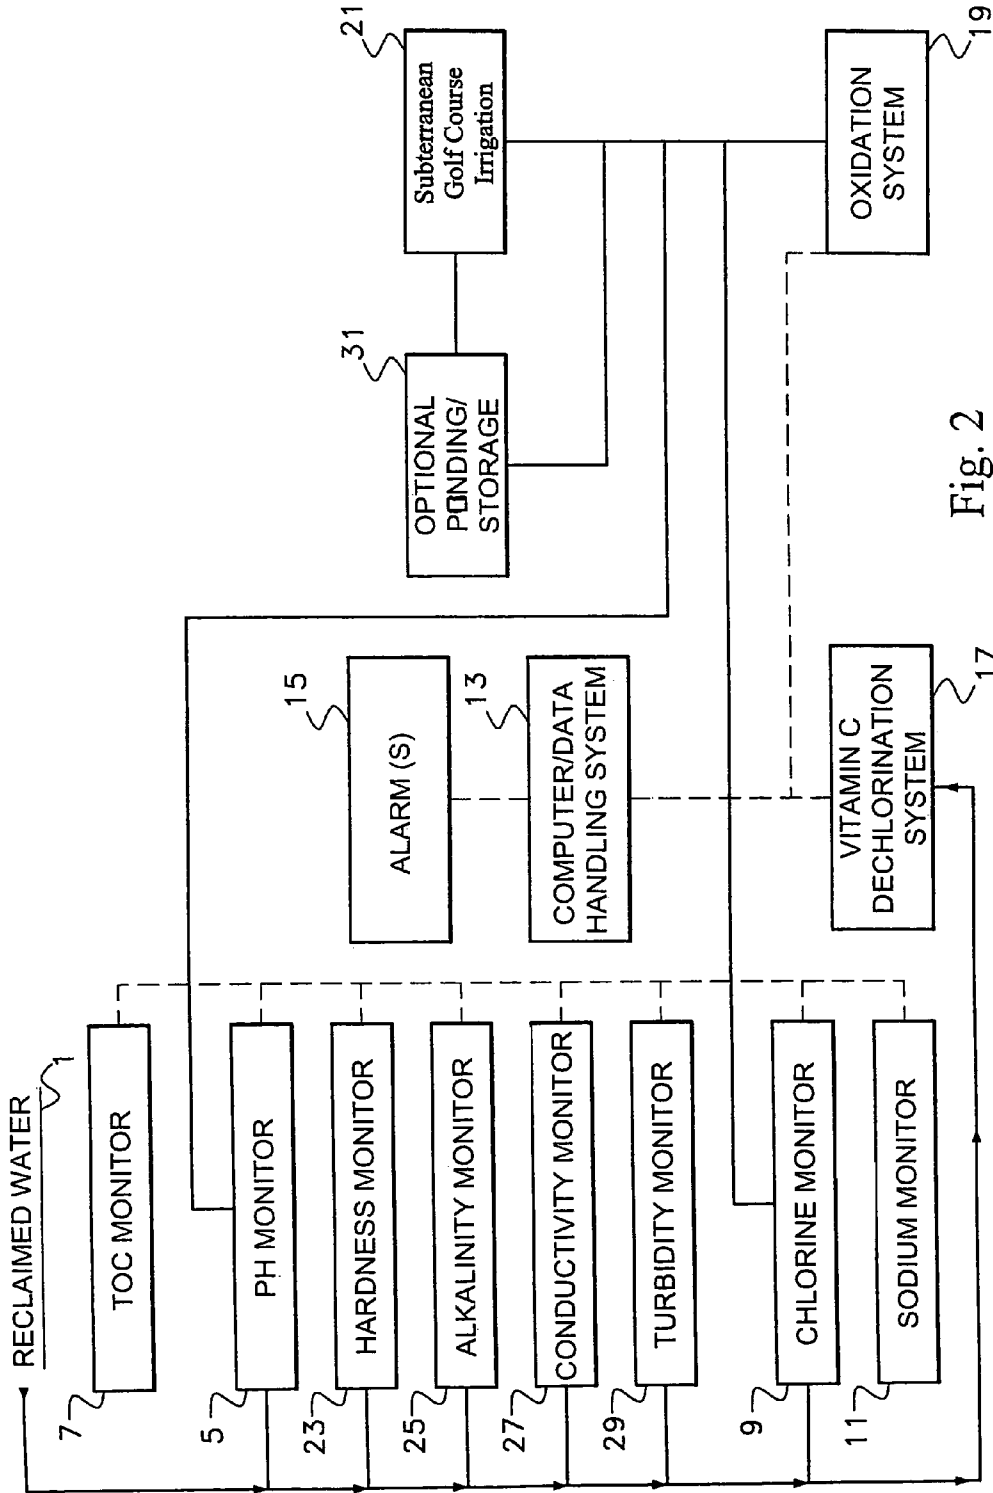 RECLAIMED WATER
1
7
TOC MONITOR
5
PH MONITOR
23
HARDNESS MONITOR
25
ALKALINITY MONITOR
27
CONDUCTIVITY MONITOR
29
TURBIDITY MONITOR
9
CHLORINE MONITOR
11
SODIUM MONITOR
15
ALARM (S)
13
COMPUTER/DATA
HANDLING SYSTEM
17
VITAMIN C
DECHLORINATION
SYSTEM
31
OPTIONAL
PONDING/
STORAGE
21
Subterranean
Golf Course
Irrigation
19
OXIDATION
SYSTEM
Fig. 2